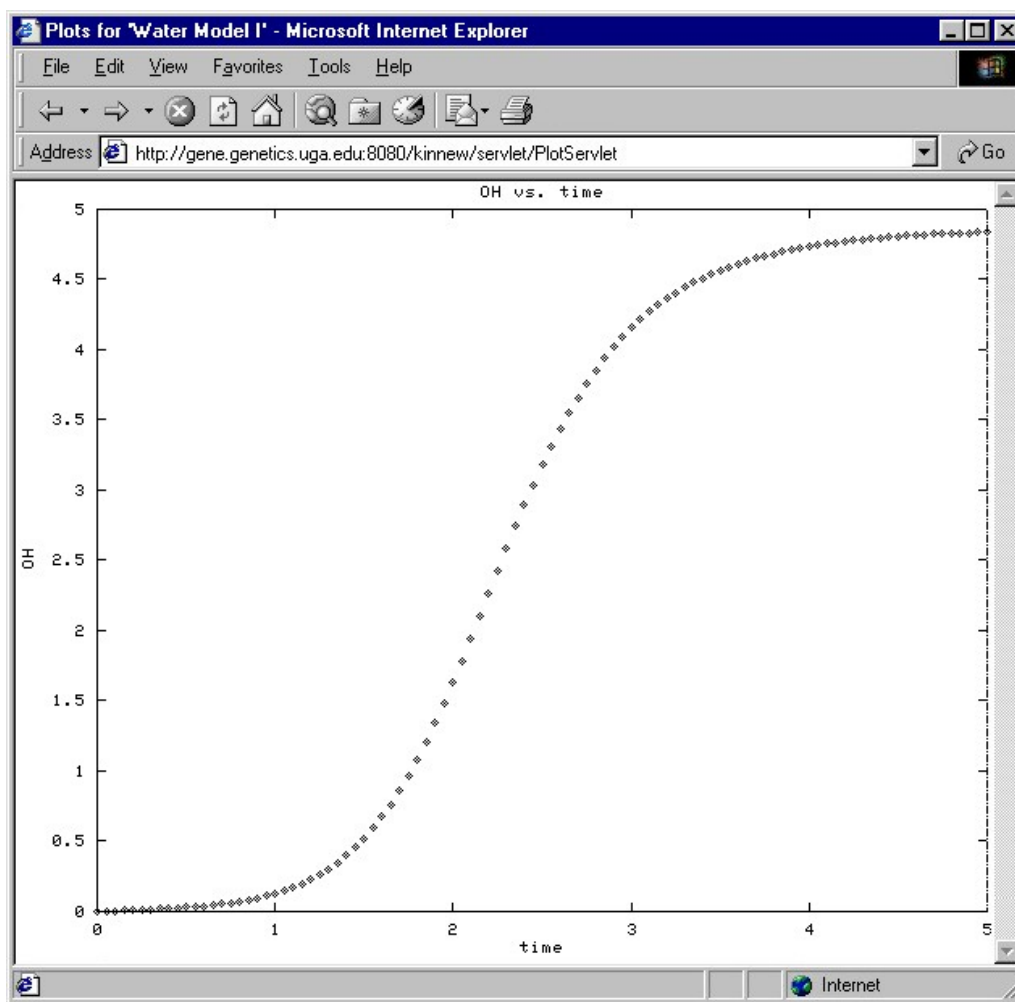 Plots for 'Water Model I' - Microsoft Internet Explorer
File Edit View Favorites Tools Help
Address http://gene.genetics.uga.edu:8080/kinnew/servlet/PlotServlet Go
OH vs. time
5
4.5
4
3.5
3
OH 2.5
2
1.5
1
0.5
0
0 1 2 3 4 5
time
Internet